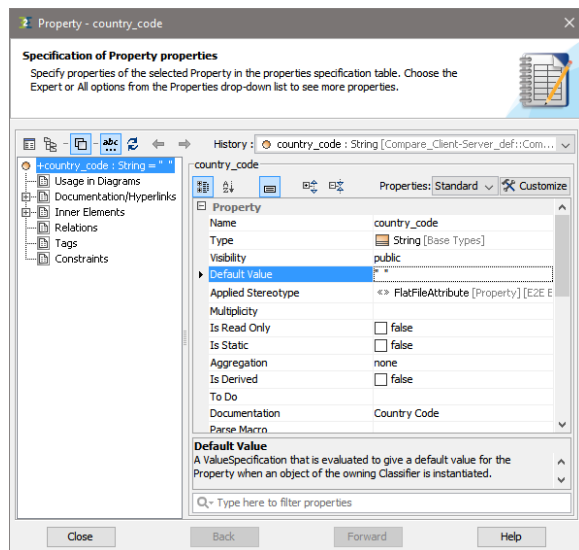 Property - country_code
Specification of Property properties
Specify properties of the selected Property in the properties specification table. Choose the
Expert or All options from the Properties drop-down list to see more properties.
abc
History : country_code : String [Compare_Client-Server_def::Com...
+country_code : String = " "
Usage in Diagrams
Documentation/Hyperlinks
Inner Elements
Relations
Tags
Constraints
country_code
Properties: Standard Customize
Property
Name country_code
Type String [Base Types]
Visibility public
Default Value " "
Applied Stereotype «» FlatFileAttribute [Property] [E2E B
Multiplicity
Is Read Only false
Is Static false
Aggregation none
Is Derived false
To Do
Documentation Country Code
Parse Macro
Default Value
A ValueSpecification that is evaluated to give a default value for the
Property when an object of the owning Classifier is instantiated.
Type here to filter properties
Close Back Forward Help